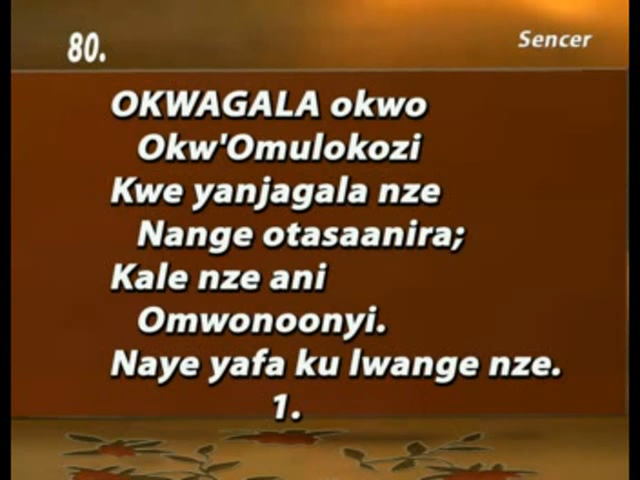 80.
Sencer
OKWAGALA okwo
Okw'Omulokozi
Kwe yanjagala nze
Nange otasaanira;
Kale nze ani
Omwonoonyi.
Naye yafa ku lwange nze.
1.